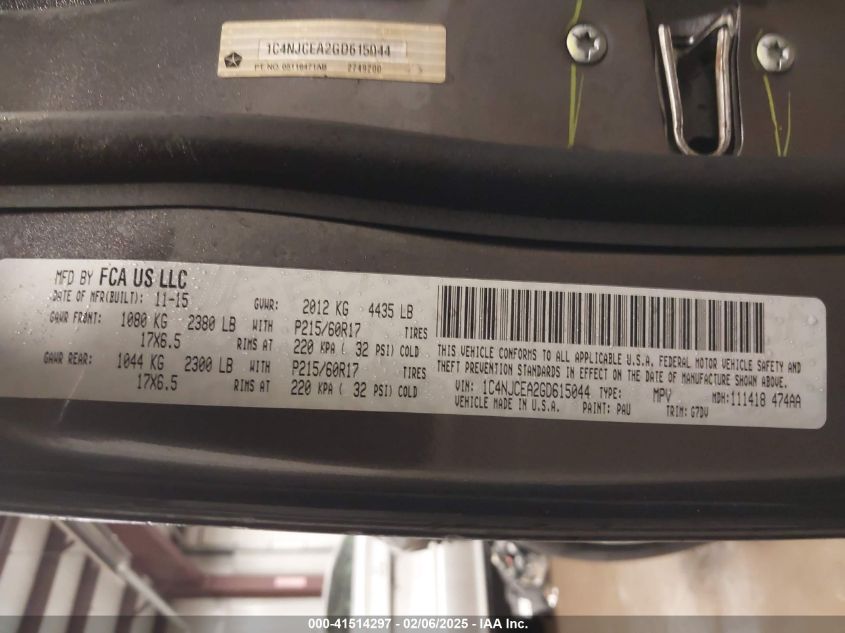 1C4NJCEA2GD615044
PT. NO. 05116471AB 2749200
MFD BY FCA US LLC
DATE OF MFR(BUILT): 11-15 GVWR: 2012 KG 4435 LB
GAWR FRONT: 1080 KG 2380 LB WITH P215/60R17 TIRES
17X6.5 RIMS AT 220 KPA ( 32 PSI) COLD
GAWR REAR: 1044 KG 2300 LB WITH P215/60R17 TIRES
17X6.5 RIMS AT 220 KPA ( 32 PSI) COLD
THIS VEHICLE CONFORMS TO ALL APPLICABLE U.S.A. FEDERAL MOTOR VEHICLE SAFETY AND
THEFT PREVENTION STANDARDS IN EFFECT ON THE DATE OF MANUFACTURE SHOWN ABOVE.
VIN: 1C4NJCEA2GD615044 TYPE: MPV MDH:111418 474AA
VEHICLE MADE IN U.S.A. PAINT: PAU TRIM: G7DV
000-41514297 - 02/06/2025 - IAA Inc.